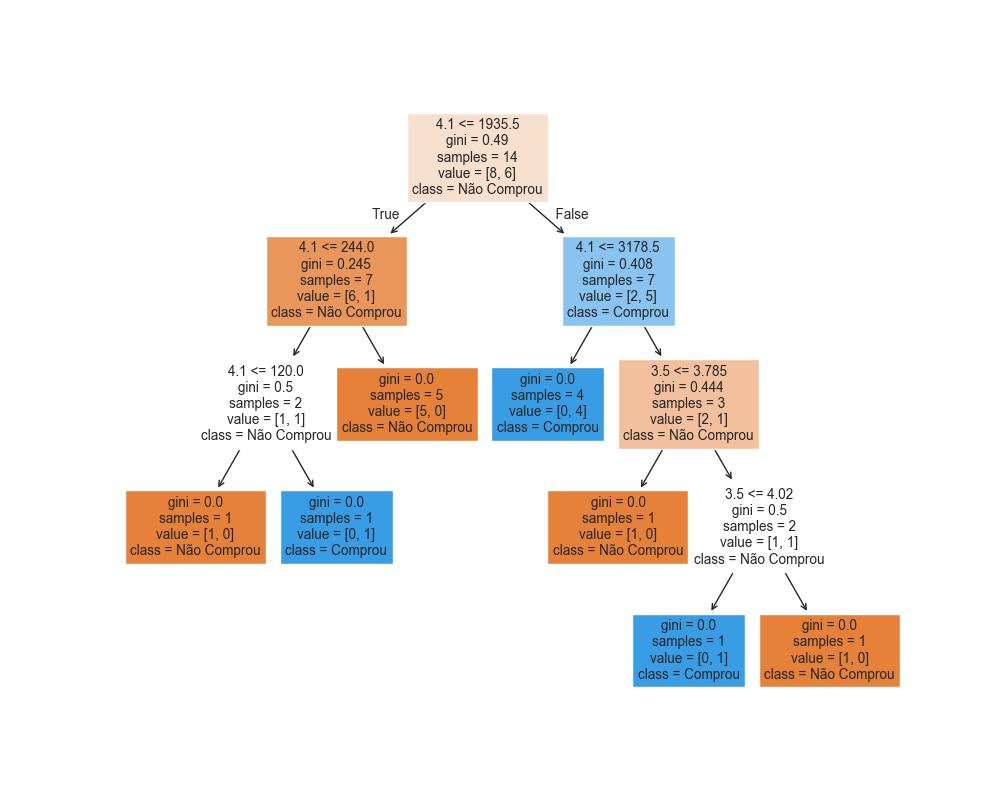 4.1 <= 1935.5
gini = 0.49
samples = 14
value = [8, 6]
class = Não Comprou
True
False
4.1 <= 244.0
gini = 0.245
samples = 7
value = [6, 1]
class = Não Comprou
4.1 <= 3178.5
gini = 0.408
samples = 7
value = [2, 5]
class = Comprou
4.1 <= 120.0
gini = 0.5
samples = 2
value = [1, 1]
class = Não Comprou
gini = 0.0
samples = 5
value = [5, 0]
class = Não Comprou
gini = 0.0
samples = 4
value = [0, 4]
class = Comprou
3.5 <= 3.785
gini = 0.444
samples = 3
value = [2, 1]
class = Não Comprou
gini = 0.0
samples = 1
value = [1, 0]
class = Não Comprou
gini = 0.0
samples = 1
value = [0, 1]
class = Comprou
gini = 0.0
samples = 1
value = [1, 0]
class = Não Comprou
3.5 <= 4.02
gini = 0.5
samples = 2
value = [1, 1]
class = Não Comprou
gini = 0.0
samples = 1
value = [0, 1]
class = Comprou
gini = 0.0
samples = 1
value = [1, 0]
class = Não Comprou